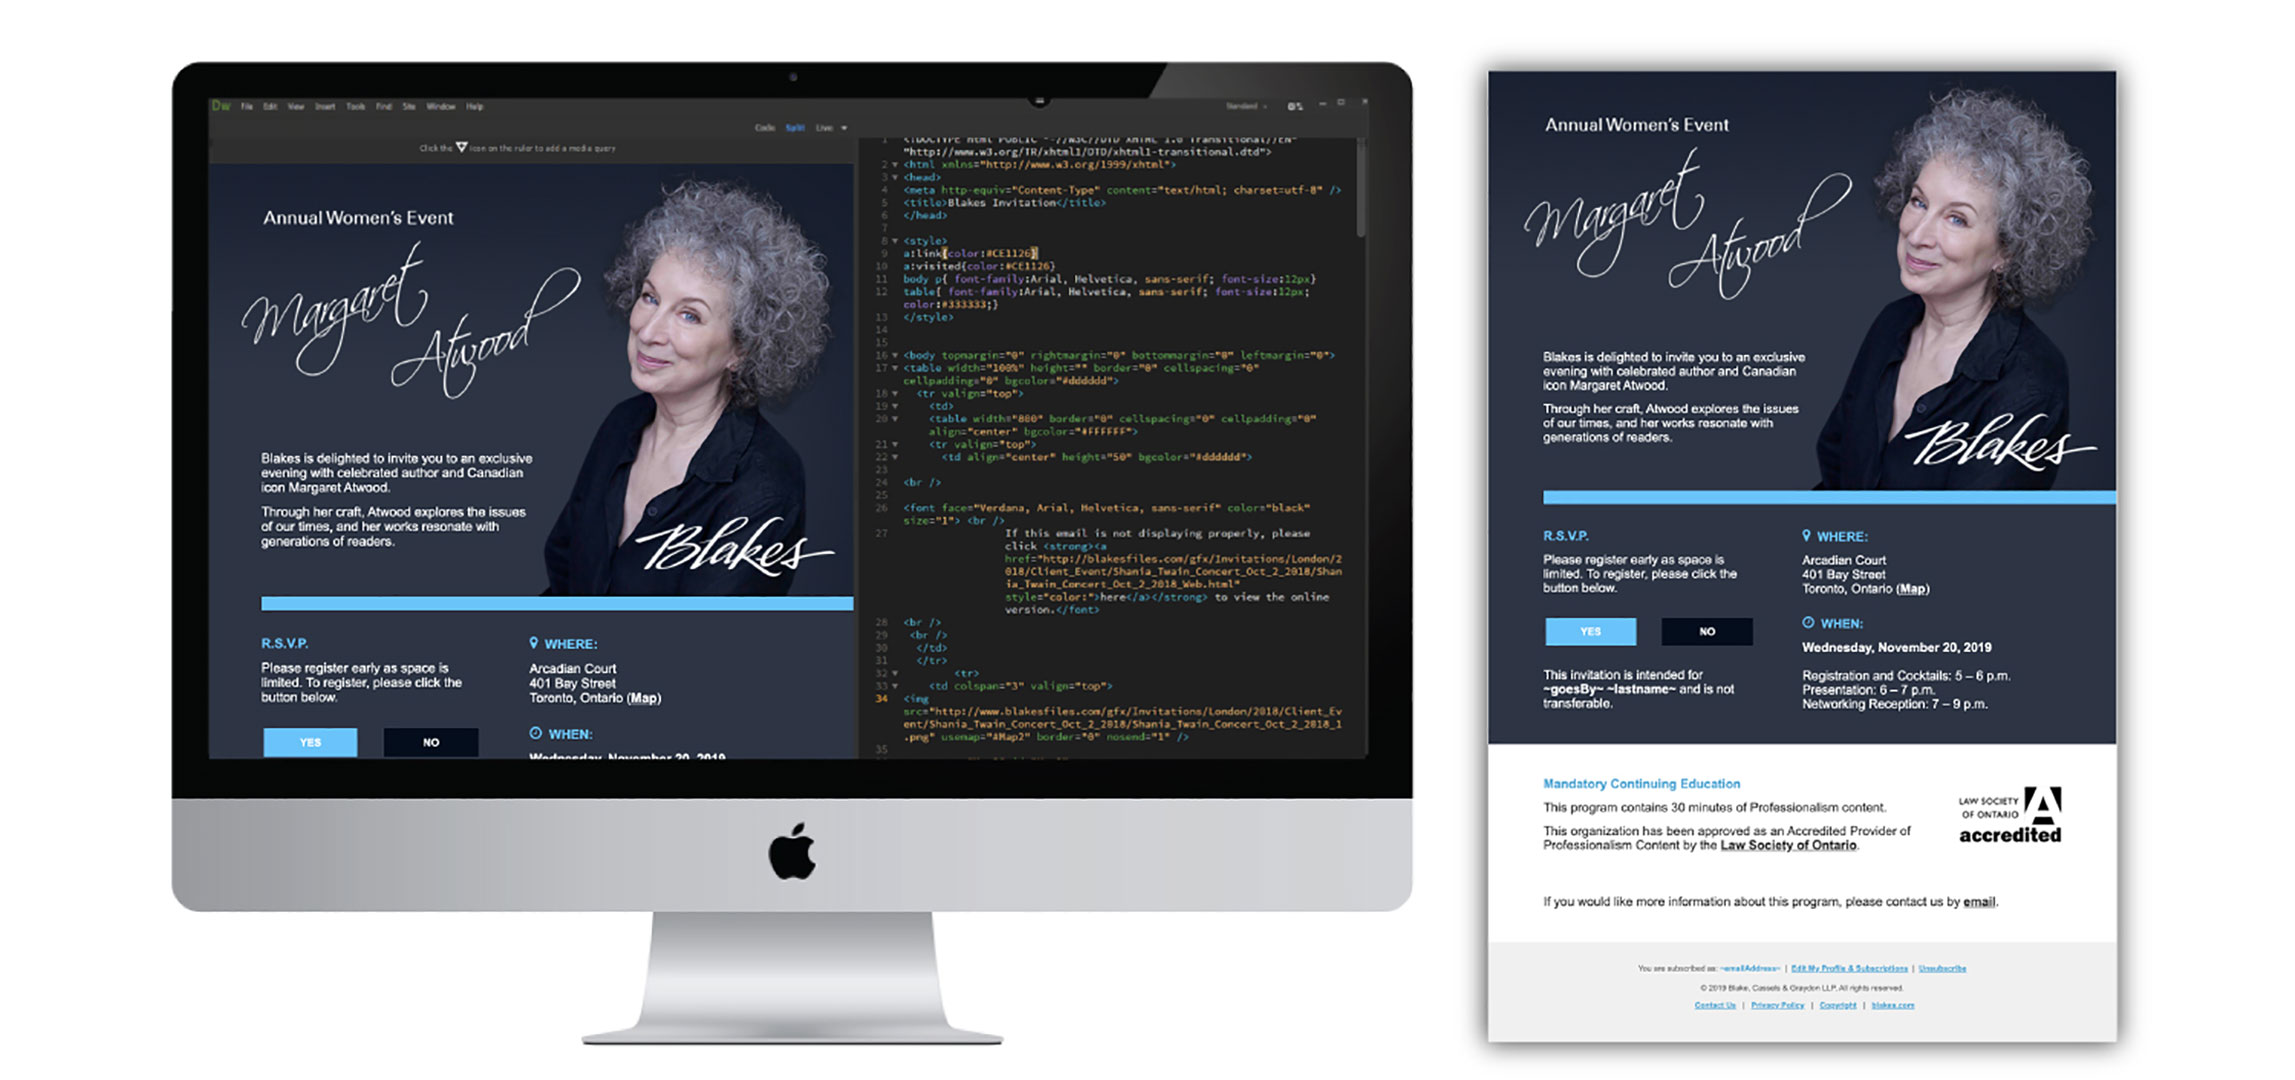 Dw File Edit View Insert Tools Find Site Window Help
Standard
Code Split Live
Click the icon on the ruler to add a media query
Annual Women's Event
Margaret
Atwood
Blakes is delighted to invite you to an exclusive
evening with celebrated author and Canadian
icon Margaret Atwood.
Through her craft, Atwood explores the issues
of our times, and her works resonate with
generations of readers.
Blakes
R.S.V.P.
Please register early as space is
limited. To register, please click the
button below.
YES NO
WHERE:
Arcadian Court
401 Bay Street
Toronto, Ontario (Map)
WHEN:
Wednesday, November 20, 2019
1 <!DOCTYPE html PUBLIC "-//W3C//DTD XHTML 1.0 Transitional//EN"
"http://www.w3.org/TR/xhtml1/DTD/xhtml1-transitional.dtd">
2 <html xmlns="http://www.w3.org/1999/xhtml">
3 <head>
4 <meta http-equiv="Content-Type" content="text/html; charset=utf-8" />
5 <title>Blakes Invitation</title>
6 </head>
7
8 <style>
9 a:link{color:#CE1126}
10 a:visited{color:#CE1126}
11 body p{ font-family:Arial, Helvetica, sans-serif; font-size:12px}
12 table{ font-family:Arial, Helvetica, sans-serif; font-size:12px;
color:#333333;}
13 </style>
14
15
16 <body topmargin="0" rightmargin="0" bottommargin="0" leftmargin="0">
17 <table width="100%" height="" border="0" cellspacing="0"
cellpadding="0" bgcolor="#dddddd">
18 <tr valign="top">
19 <td>
20 <table width="800" border="0" cellspacing="0" cellpadding="0"
align="center" bgcolor="#FFFFFF">
21 <tr valign="top">
22 <td align="center" height="50" bgcolor="#dddddd">
23
24 <br />
25
26 <font face="Verdana, Arial, Helvetica, sans-serif" color="black"
size="1"> <br />
27 If this email is not displaying properly, please
click <strong><a
href="http://blakesfiles.com/gfx/Invitations/London/2
018/Client_Event/Shania_Twain_Concert_Oct_2_2018/Shan
ia_Twain_Concert_Oct_2_2018_Web.html"
style="color:">here</a></strong> to view the online
version.</font>
28 <br />
29 <br />
30 </td>
31 </tr>
32 <tr>
33 <td colspan="3" valign="top">
34 <img
src="http://www.blakesfiles.com/gfx/Invitations/London/2018/Client_Ev
ent/Shania_Twain_Concert_Oct_2_2018/Shania_Twain_Concert_Oct_2_2018_1
.png" usemap="#Map2" border="0" nosend="1" />
35
Annual Women's Event
Margaret
Atwood
Blakes is delighted to invite you to an exclusive
evening with celebrated author and Canadian
icon Margaret Atwood.
Through her craft, Atwood explores the issues
of our times, and her works resonate with
generations of readers.
Blakes
R.S.V.P.
Please register early as space is
limited. To register, please click the
button below.
YES NO
This invitation is intended for
~goesBy~ ~lastname~ and is not
transferable.
WHERE:
Arcadian Court
401 Bay Street
Toronto, Ontario (Map)
WHEN:
Wednesday, November 20, 2019
Registration and Cocktails: 5 – 6 p.m.
Presentation: 6 – 7 p.m.
Networking Reception: 7 – 9 p.m.
Mandatory Continuing Education
This program contains 30 minutes of Professionalism content.
This organization has been approved as an Accredited Provider of
Professionalism Content by the Law Society of Ontario.
LAW SOCIETY
OF ONTARIO
accredited
If you would like more information about this program, please contact us by email.
You are subscribed as: ~emailAddress~ | Edit My Profile & Subscriptions | Unsubscribe
© 2019 Blake, Cassels & Graydon LLP. All rights reserved.
Contact Us | Privacy Policy | Copyright | blakes.com